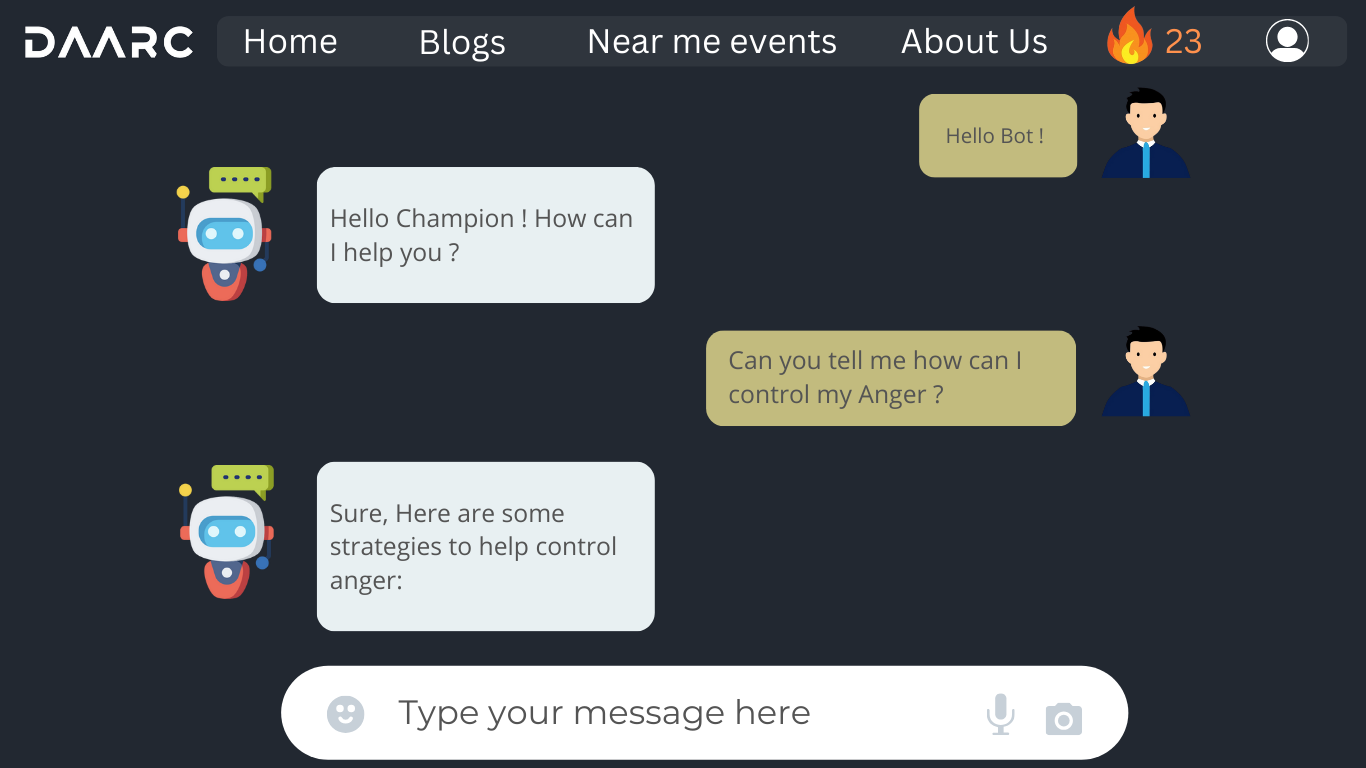 DAARC
Home
Blogs
Near me events
About Us
23
Hello Bot !
Hello Champion ! How can
I help you ?
Can you tell me how can I
control my Anger ?
Sure, Here are some
strategies to help control
anger:
Type your message here